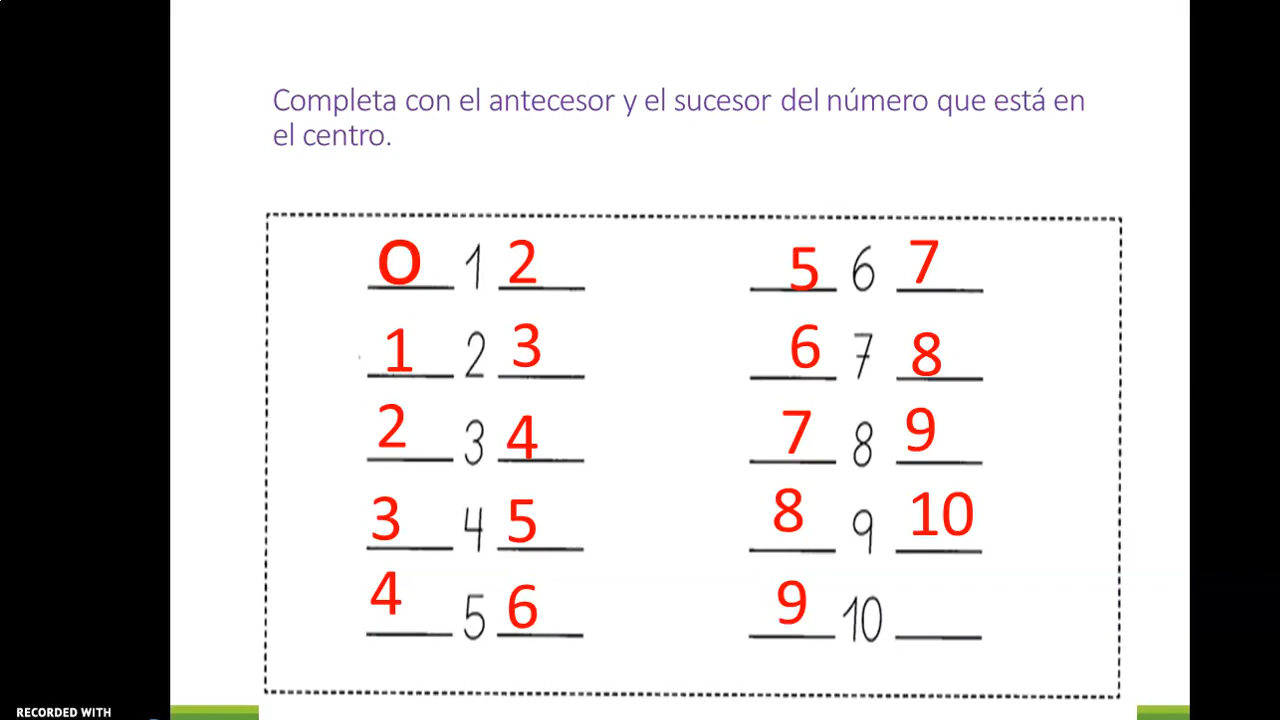 Completa con el antecesor y el sucesor del número que está en
el centro.
0 1 2
1 2 3
2 3 4
3 4 5
4 5 6
5 6 7
6 7 8
7 8 9
8 9 10
9 10
RECORDED WITH